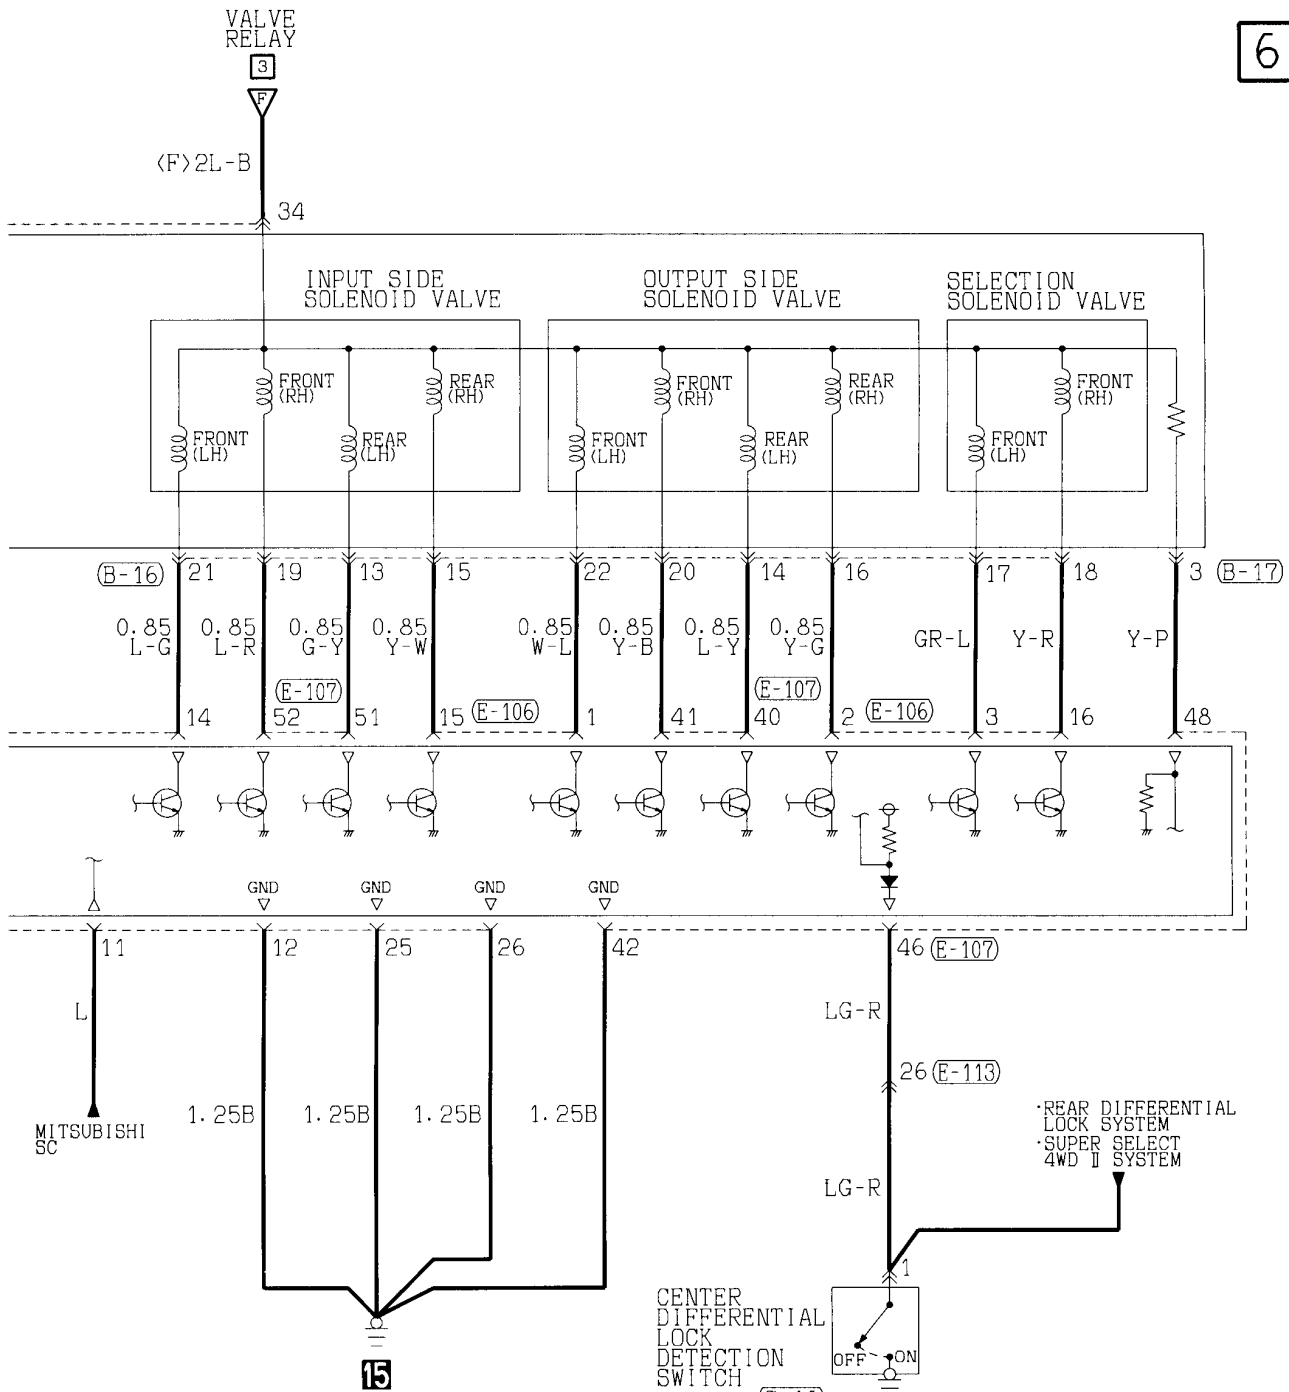 VALVE
RELAY
3
6
F
<F>2L-B
34
INPUT SIDE
SOLENOID VALVE
OUTPUT SIDE
SOLENOID VALVE
SELECTION
SOLENOID VALVE
FRONT
(RH)
REAR
(RH)
FRONT
(RH)
REAR
(RH)
FRONT
(RH)
FRONT
(LH)
REAR
(LH)
FRONT
(LH)
REAR
(LH)
FRONT
(LH)
B-16 21 19 13 15 22 20 14 16 17 18 3 B-17
0.85 0.85 0.85 0.85 0.85 0.85 0.85 0.85
L-G L-R G-Y Y-W W-L Y-B L-Y Y-G GR-L Y-R Y-P
E-107 E-107
14 52 51 15 E-106 1 41 40 2 E-106 3 16 48
GND GND GND GND
11 12 25 26 42 46 E-107
L LG-R
26 E-113
MITSUBISHI
SC
1.25B 1.25B 1.25B 1.25B
·REAR DIFFERENTIAL
LOCK SYSTEM
·SUPER SELECT
4WD Ⅱ SYSTEM
LG-R
1
CENTER
DIFFERENTIAL
LOCK
DETECTION
SWITCH
OFF ON
15